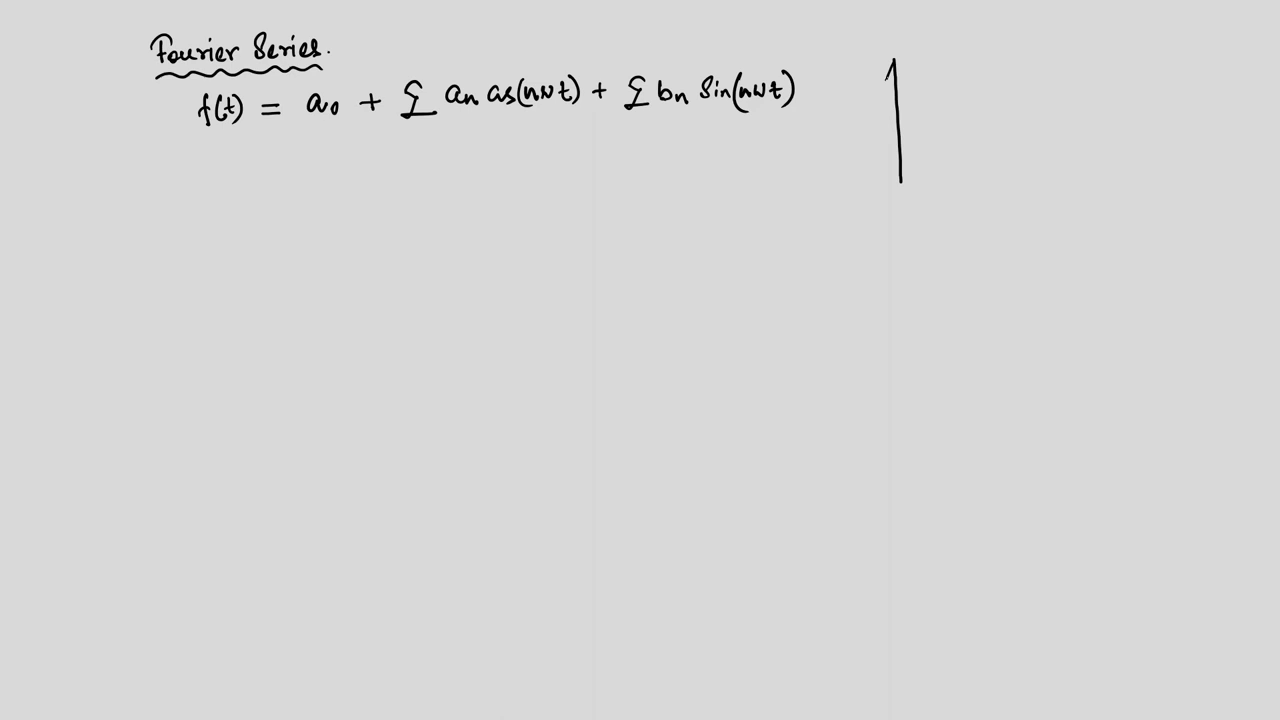 Fourier Series.
f(t) = a₀ + Σ aₙ cos(nωt) + Σ bₙ Sin(nωt)